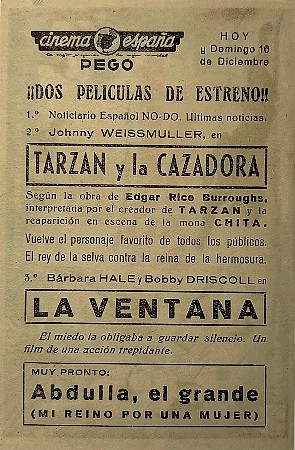 cinema españa
PEGO
HOY
y Domingo 16
de Diciembre
¡¡DOS PELICULAS DE ESTRENO!!
1.º Noticiario Español NO-DO. Ultimas noticias.
2º Johnny WEISSMULLER, en
TARZAN y la CAZADORA
Según la obra de Edgar Rice Burroughs,
interpretada por el creador de TARZAN y la
reaparición en escena de la mona CHITA.
Vuelve el personaje favorito de todos los públicos.
El rey de la selva contra la reina de la hermosura.
3.º Bárbara HALE y Bobby DRISCOLL en
LA VENTANA
El miedo la obligaba a guardar silencio. Un
film de una acción trepidante.
MUY PRONTO:
Abdulla, el grande
(MI REINO POR UNA MUJER)